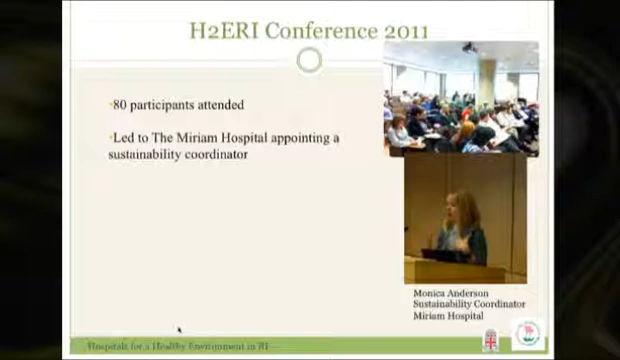 H2ERI Conference 2011
•80 participants attended
•Led to The Miriam Hospital appointing a
sustainability coordinator
Monica Anderson
Sustainability Coordinator
Miriam Hospital
Hospitals for a Healthy Environment in RI